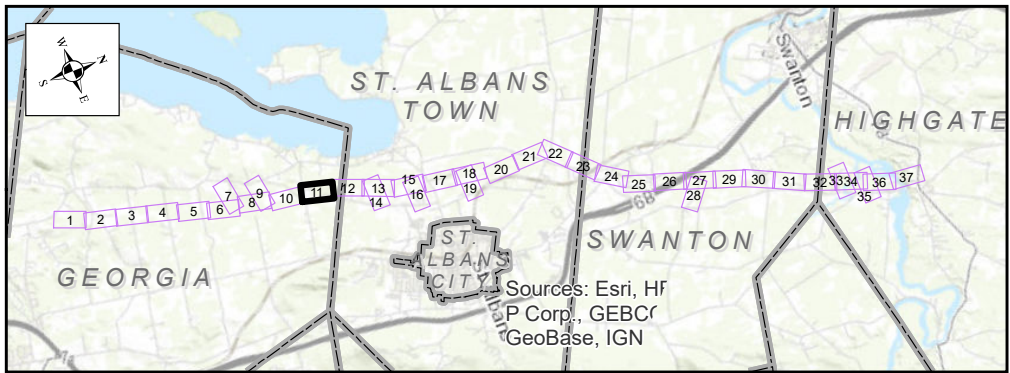 W
N
S
E
ST. ALBANS
TOWN
Swanton
HIGHGATE
1 2 3 4 5 6 7 8 9 10 11 12 13 14 15 16 17 18 19 20 21 22 23 24 25 26 27 28 29 30 31 32 33 34 35 36 37
68
GEORGIA
SWANTON
ST.
LBANS
CITY
Sources: Esri, HF
P Corp., GEBC
GeoBase, IGN